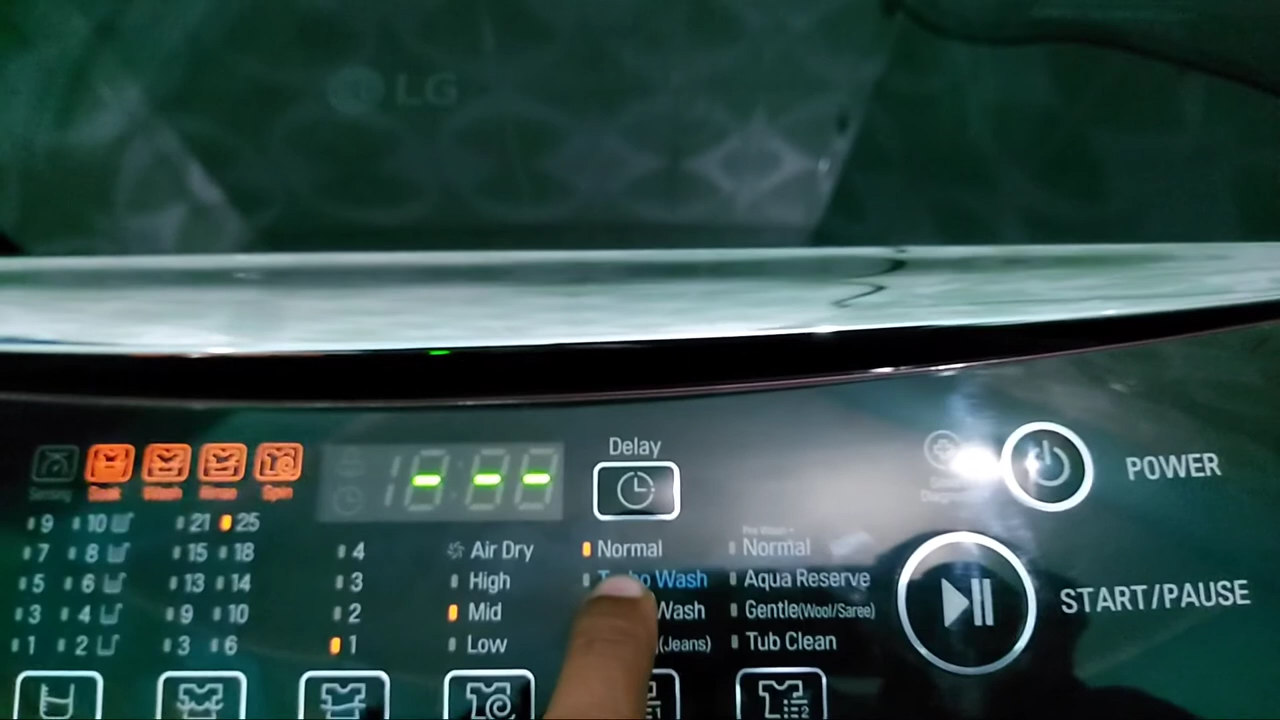 LG
Delay
POWER
Soak Wash Rinse Spin
9 10 21 25
7 8 15 18 4 Air Dry Normal Normal
5 6 13 14 3 High Wash Aqua Reserve
3 4 9 10 2 Mid Wash Gentle(Wool/Saree)
1 2 3 6 1 Low (Jeans) Tub Clean
START/PAUSE